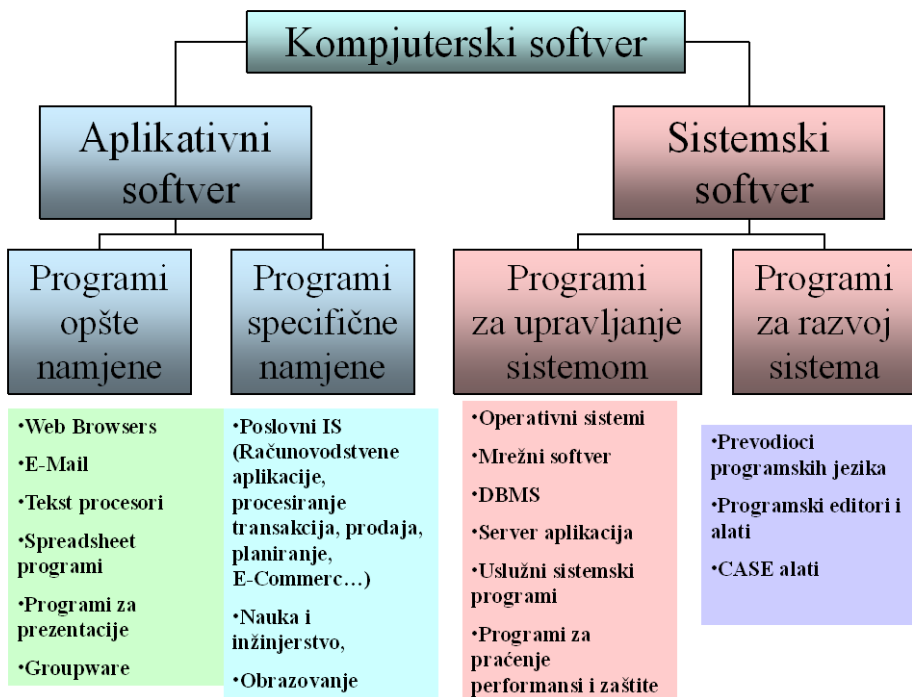 Kompjuterski softver
Aplikativni
softver
Sistemski
softver
Programi
opšte
namjene
Programi
specifične
namjene
Programi
za upravljanje
sistemom
Programi
za razvoj
sistema
•Web Browsers
•E-Mail
•Tekst procesori
•Spreadsheet
programi
•Programi za
prezentacije
•Groupware
•Poslovni IS
(Računovodstvene
aplikacije,
procesiranje
transakcija, prodaja,
planiranje,
E-Commerc…)
•Nauka i
inžinjerstvo,
•Obrazovanje
•Operativni sistemi
•Mrežni softver
•DBMS
•Server aplikacija
•Uslužni sistemski
programi
•Programi za
praćenje
performansi i zaštite
•Prevodioci
programskih jezika
•Programski editori i
alati
•CASE alati